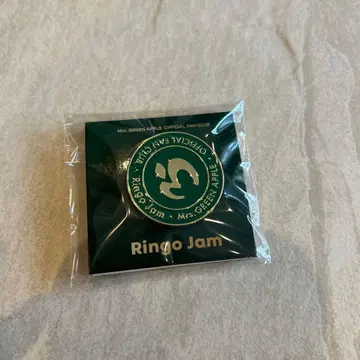 Mrs. GREEN APPLE OFFICIAL FAN CLUB
· OFFICIAL FAN CLUB · Mrs. GREEN APPLE · Ringo Jam
Ringo Jam